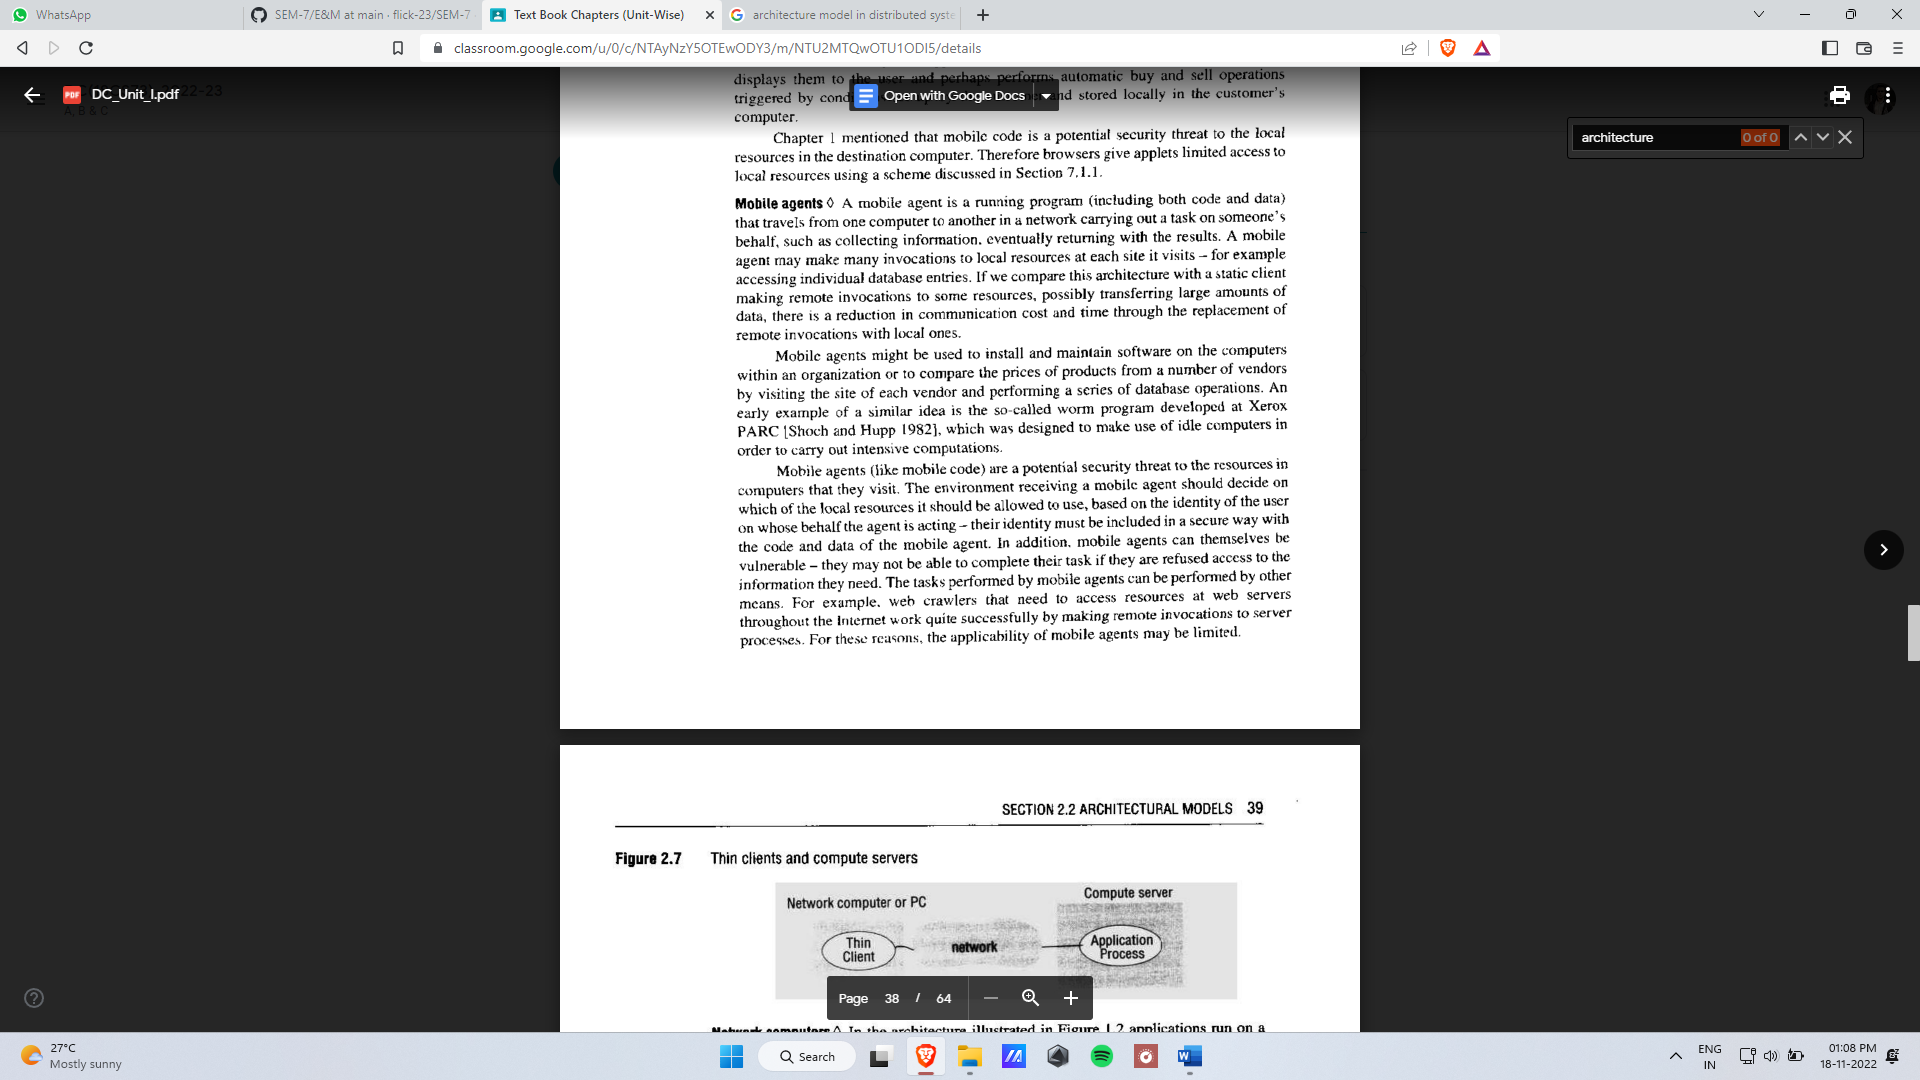 WhatsApp
SEM-7/E&M at main · flick-23/SEM-7
Text Book Chapters (Unit-Wise)
architecture model in distributed syste
classroom.google.com/u/0/c/NTAyNzY5OTEwODY3/m/NTU2MTQwOTU1ODI5/details
DC_Unit_I.pdf
A, B & C
Open with Google Docs
architecture
0 of 0
displays them to the user and perhaps performs automatic buy and sell operations
triggered by and stored locally in the customer's
computer.
Chapter 1 mentioned that mobile code is a potential security threat to the local
resources in the destination computer. Therefore browsers give applets limited access to
local resources using a scheme discussed in Section 7.1.1.
Mobile agents ◊ A mobile agent is a running program (including both code and data)
that travels from one computer to another in a network carrying out a task on someone's
behalf, such as collecting information, eventually returning with the results. A mobile
agent may make many invocations to local resources at each site it visits – for example
accessing individual database entries. If we compare this architecture with a static client
making remote invocations to some resources, possibly transferring large amounts of
data, there is a reduction in communication cost and time through the replacement of
remote invocations with local ones.
Mobile agents might be used to install and maintain software on the computers
within an organization or to compare the prices of products from a number of vendors
by visiting the site of each vendor and performing a series of database operations. An
early example of a similar idea is the so-called worm program developed at Xerox
PARC [Shoch and Hupp 1982], which was designed to make use of idle computers in
order to carry out intensive computations.
Mobile agents (like mobile code) are a potential security threat to the resources in
computers that they visit. The environment receiving a mobile agent should decide on
which of the local resources it should be allowed to use, based on the identity of the user
on whose behalf the agent is acting – their identity must be included in a secure way with
the code and data of the mobile agent. In addition, mobile agents can themselves be
vulnerable – they may not be able to complete their task if they are refused access to the
information they need. The tasks performed by mobile agents can be performed by other
means. For example, web crawlers that need to access resources at web servers
throughout the Internet work quite successfully by making remote invocations to server
processes. For these reasons, the applicability of mobile agents may be limited.
SECTION 2.2 ARCHITECTURAL MODELS 39
Figure 2.7 Thin clients and compute servers
Compute server
Network computer or PC
Thin
Client
network
Application
Process
Page 38 / 64
Network computers ◊ In the architecture illustrated in Figure 1.2 applications run on a
27°C
Mostly sunny
Search
ENG
IN
01:08 PM
18-11-2022